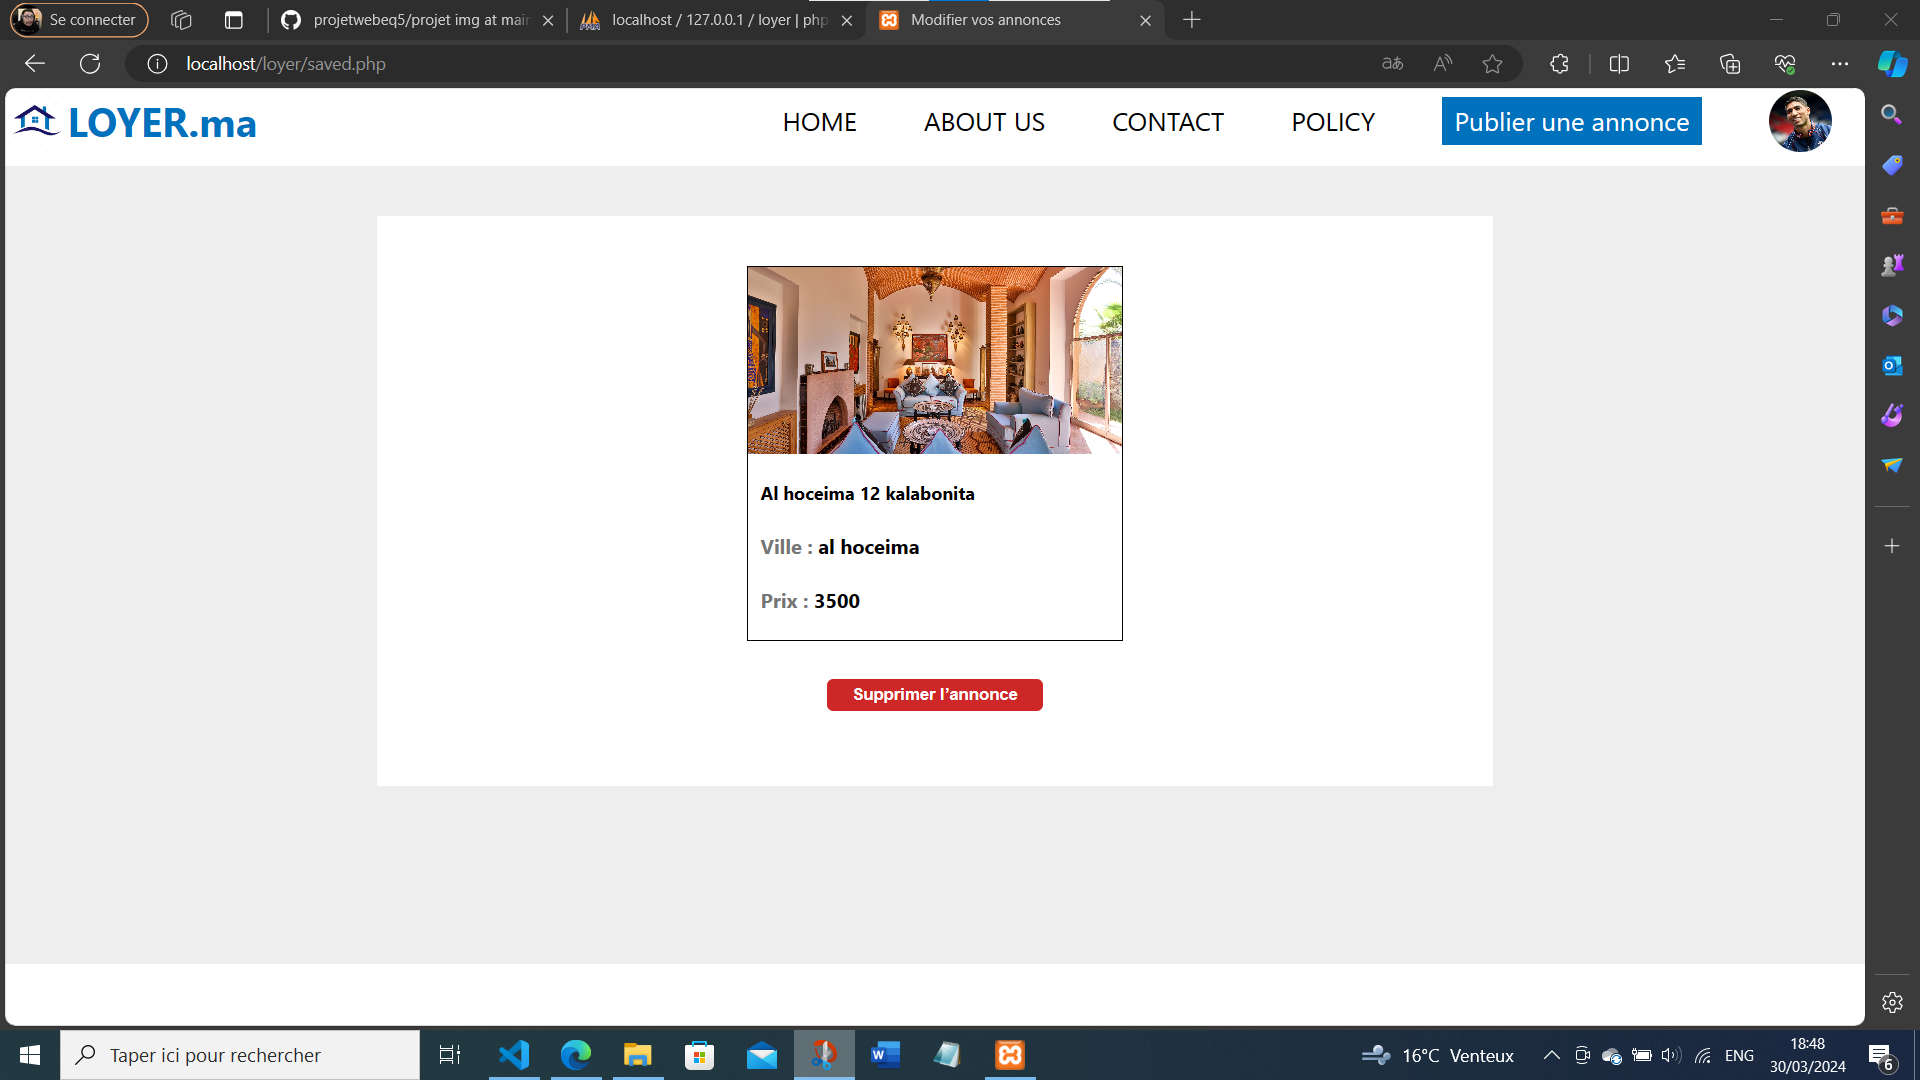 Se connecter
projetwebeq5/projet img at mair
localhost / 127.0.0.1 / loyer | php
Modifier vos annonces
localhost/loyer/saved.php
LOYER.ma
HOME
ABOUT US
CONTACT
POLICY
Publier une annonce
Al hoceima 12 kalabonita
Ville : al hoceima
Prix : 3500
Supprimer l'annonce
Taper ici pour rechercher
16°C Venteux
ENG
18:48
30/03/2024
6